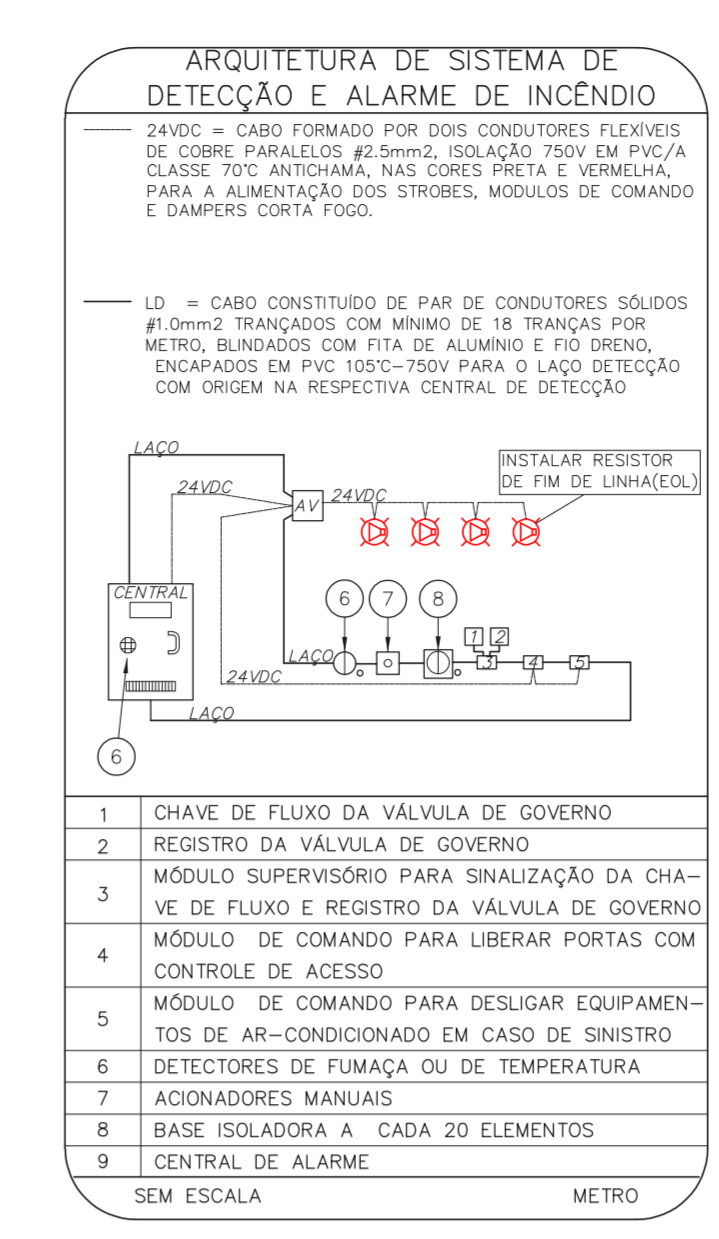 ARQUITETURA DE SISTEMA DE
DETECÇÃO E ALARME DE INCÊNDIO
24VDC = CABO FORMADO POR DOIS CONDUTORES FLEXÍVEIS
DE COBRE PARALELOS #2.5mm2, ISOLAÇÃO 750V EM PVC/A
CLASSE 70°C ANTICHAMA, NAS CORES PRETA E VERMELHA,
PARA A ALIMENTAÇÃO DOS STROBES, MODULOS DE COMANDO
E DAMPERS CORTA FOGO.
LD = CABO CONSTITUÍDO DE PAR DE CONDUTORES SÓLIDOS
#1.0mm2 TRANÇADOS COM MÍNIMO DE 18 TRANÇAS POR
METRO, BLINDADOS COM FITA DE ALUMÍNIO E FIO DRENO,
ENCAPADOS EM PVC 105°C-750V PARA O LAÇO DETECÇÃO
COM ORIGEM NA RESPECTIVA CENTRAL DE DETECÇÃO
LAÇO
INSTALAR RESISTOR
DE FIM DE LINHA(EOL)
24VDC
AV
24VDC
CENTRAL
6
7
8
1
2
LAÇO
3
4
5
24VDC
LAÇO
6
1 CHAVE DE FLUXO DA VÁLVULA DE GOVERNO
2 REGISTRO DA VÁLVULA DE GOVERNO
3 MÓDULO SUPERVISÓRIO PARA SINALIZAÇÃO DA CHA-
VE DE FLUXO E REGISTRO DA VÁLVULA DE GOVERNO
4 MÓDULO DE COMANDO PARA LIBERAR PORTAS COM
CONTROLE DE ACESSO
5 MÓDULO DE COMANDO PARA DESLIGAR EQUIPAMEN-
TOS DE AR-CONDICIONADO EM CASO DE SINISTRO
6 DETECTORES DE FUMAÇA OU DE TEMPERATURA
7 ACIONADORES MANUAIS
8 BASE ISOLADORA A CADA 20 ELEMENTOS
9 CENTRAL DE ALARME
SEM ESCALA METRO